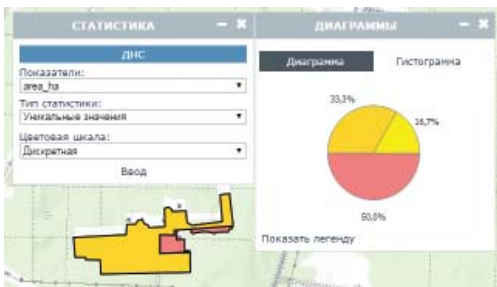 СТАТИСТИКА
ДНС
Показатели:
area_ha
Тип статистики:
Уникальные значения
Цветовая шкала:
Дискретная
Ввод
ДИАГРАММЫ
Диаграмма
Гистограмма
33,3%
16,7%
50,0%
Показать легенду